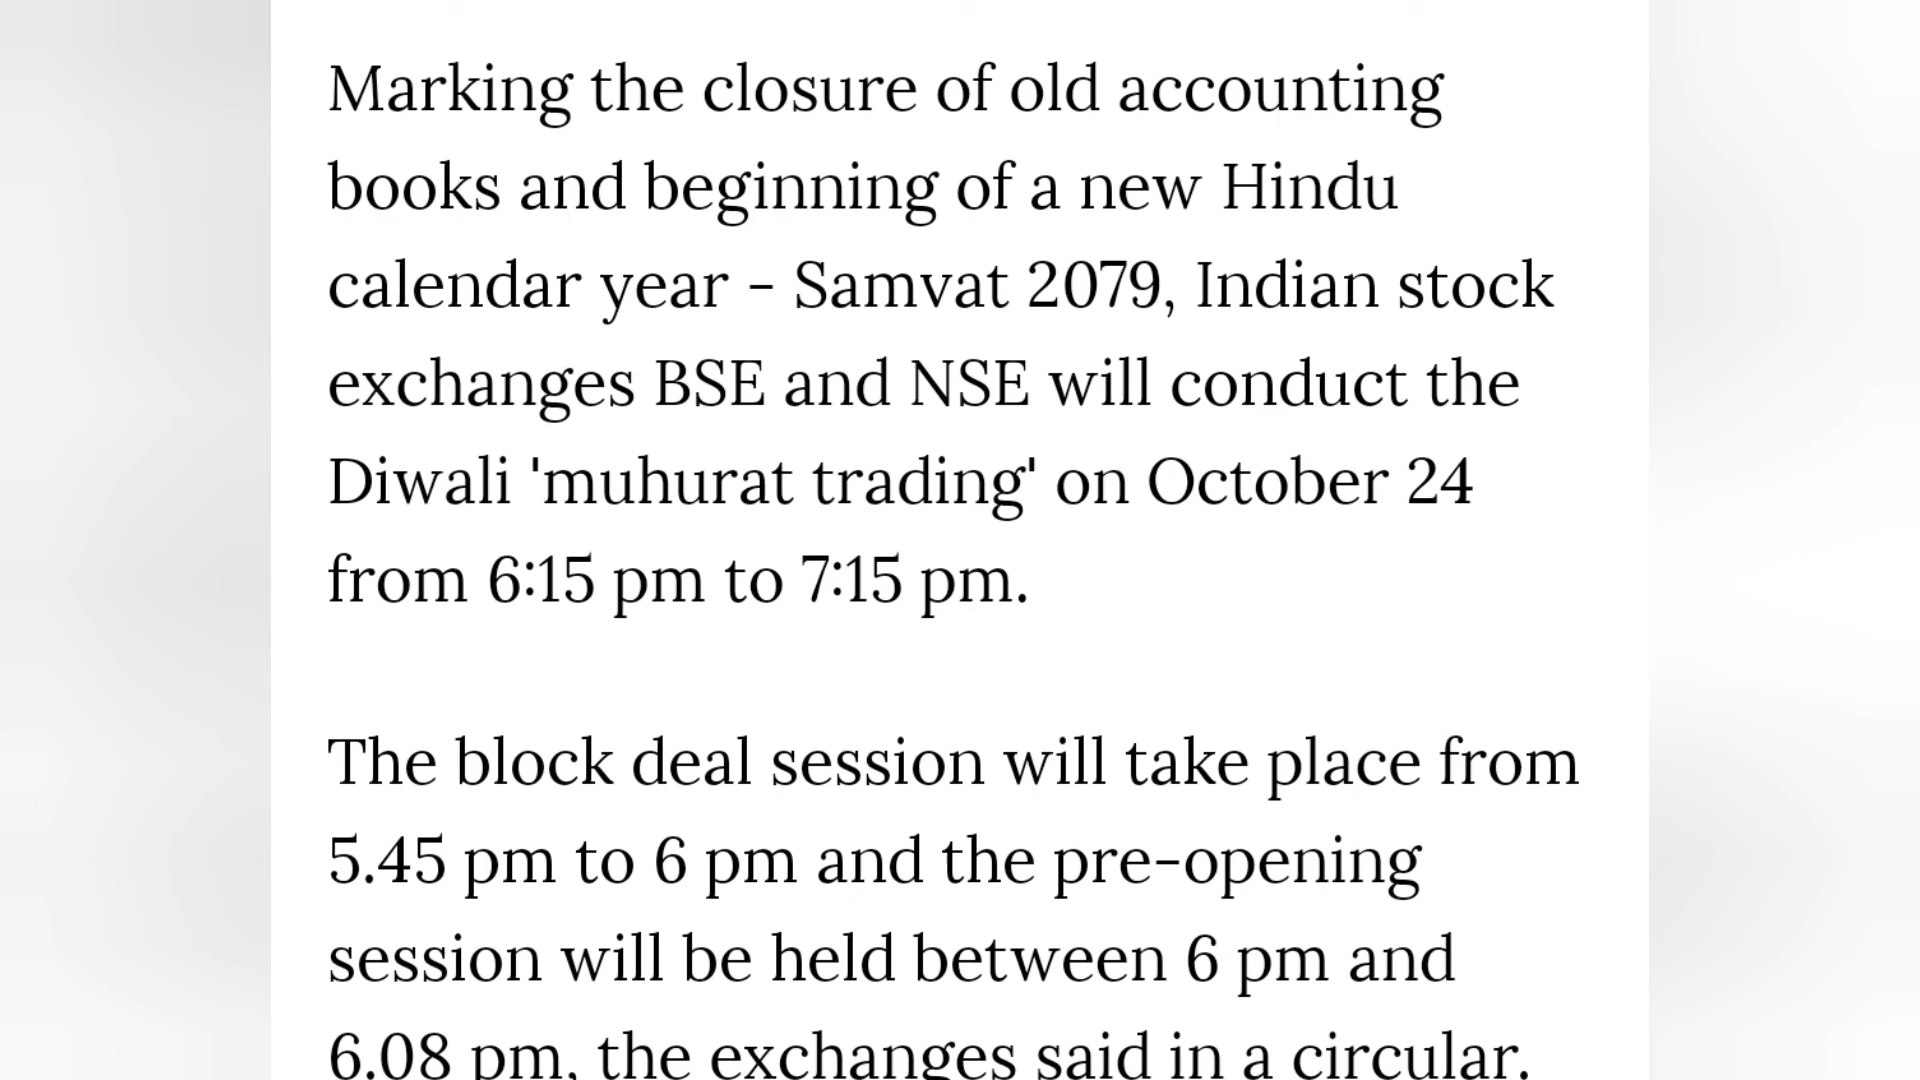 Marking the closure of old accounting
books and beginning of a new Hindu
calendar year - Samvat 2079, Indian stock
exchanges BSE and NSE will conduct the
Diwali 'muhurat trading' on October 24
from 6:15 pm to 7:15 pm.
The block deal session will take place from
5.45 pm to 6 pm and the pre-opening
session will be held between 6 pm and
6.08 pm, the exchanges said in a circular.